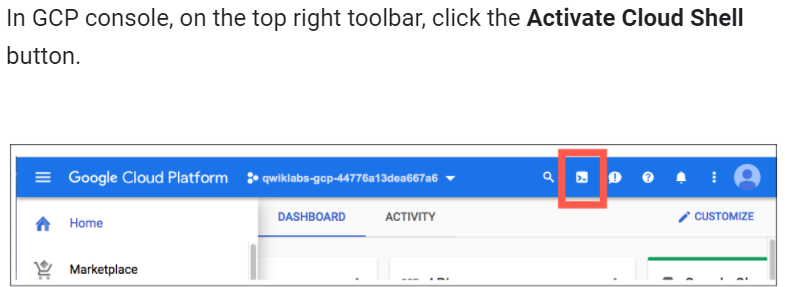 In GCP console, on the top right toolbar, click the Activate Cloud Shell
button.
Google Cloud Platform qwiklabs-gcp-44776a13dea667a6
Home DASHBOARD ACTIVITY CUSTOMIZE
Marketplace